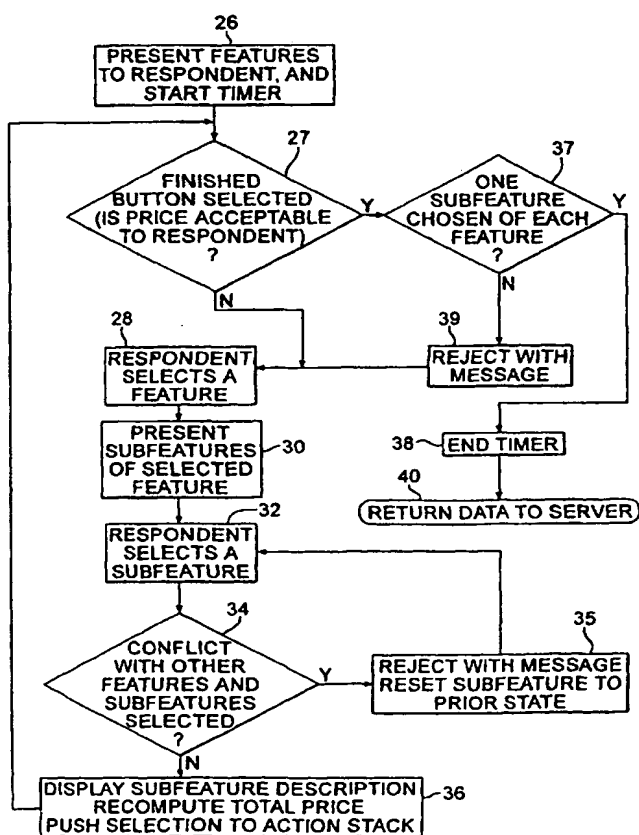 26
PRESENT FEATURES
TO RESPONDENT, AND
START TIMER
27
FINISHED
BUTTON SELECTED
(IS PRICE ACCEPTABLE
TO RESPONDENT)
?
Y
N
37
ONE
SUBFEATURE
CHOSEN OF EACH
FEATURE
?
Y
N
28
RESPONDENT
SELECTS A
FEATURE
39
REJECT WITH
MESSAGE
PRESENT
SUBFEATURES
OF SELECTED
FEATURE
30
38
END TIMER
40
RETURN DATA TO SERVER
32
RESPONDENT
SELECTS A
SUBFEATURE
34
CONFLICT
WITH OTHER
FEATURES AND
SUBFEATURES
SELECTED
?
Y
N
35
REJECT WITH MESSAGE
RESET SUBFEATURE TO
PRIOR STATE
DISPLAY SUBFEATURE DESCRIPTION
RECOMPUTE TOTAL PRICE
PUSH SELECTION TO ACTION STACK
36